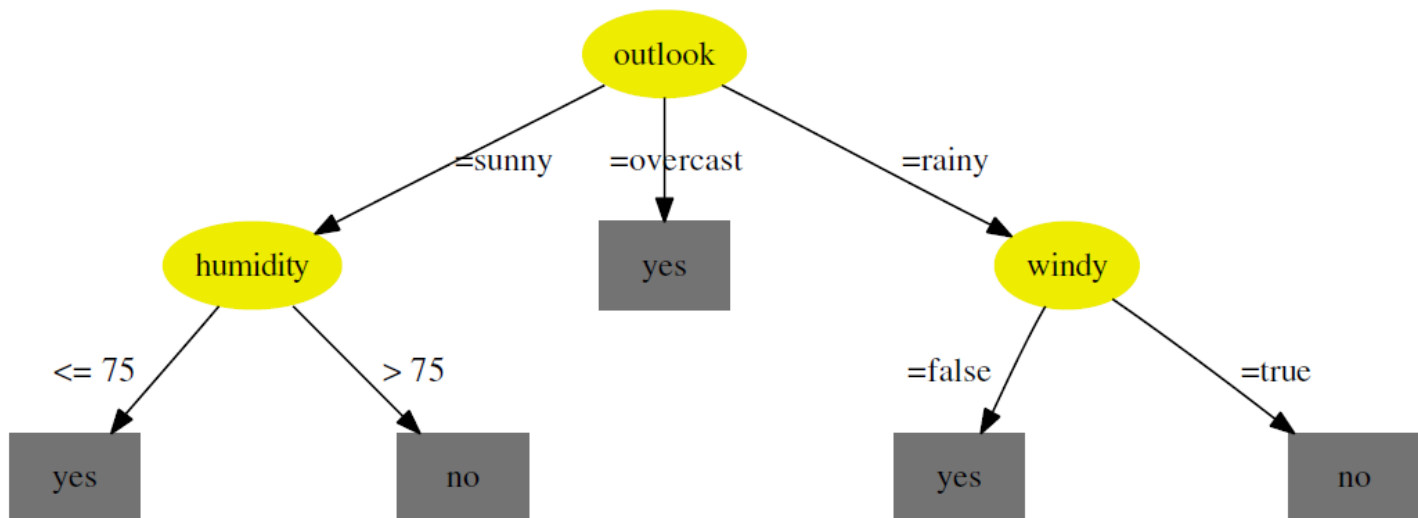 outlook
=sunny
=overcast
=rainy
humidity
yes
windy
<= 75
> 75
=false
=true
yes
no
yes
no